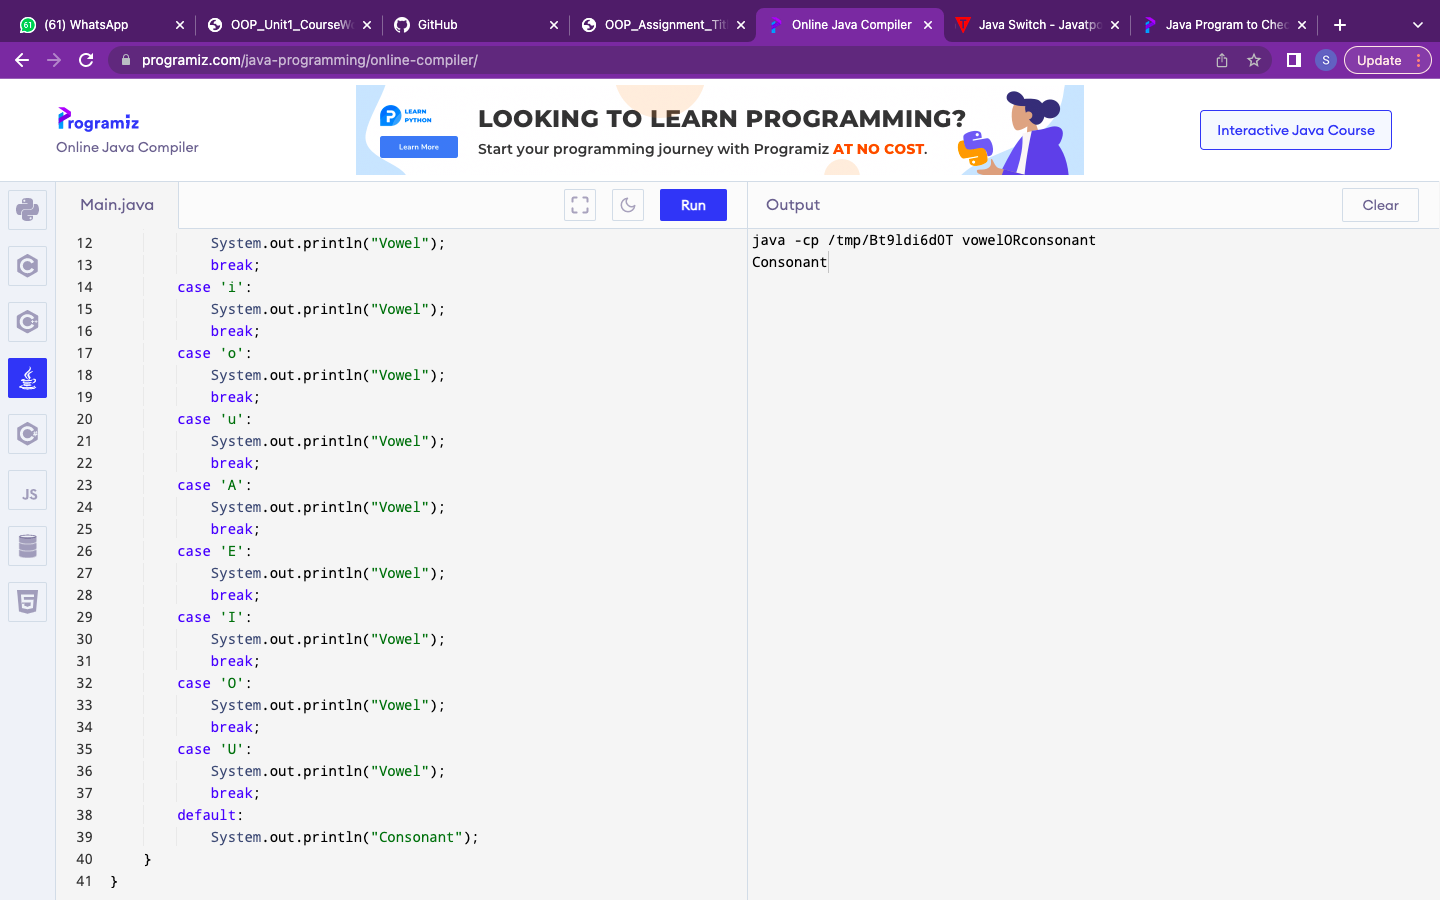 61 (61) WhatsApp
OOP_Unit1_CourseW
GitHub
OOP_Assignment_Tit
Online Java Compiler
Java Switch - Javatp
Java Program to Chec
programiz.com/java-programming/online-compiler/
S
Update
Programiz
Online Java Compiler
LEARN
PYTHON
Learn More
LOOKING TO LEARN PROGRAMMING?
Start your programming journey with Programiz AT NO COST.
Interactive Java Course
Main.java
Run
Output
Clear
12 System.out.println("Vowel");
13 break;
14 case 'i':
15 System.out.println("Vowel");
16 break;
17 case 'o':
18 System.out.println("Vowel");
19 break;
20 case 'u':
21 System.out.println("Vowel");
22 break;
23 case 'A':
24 System.out.println("Vowel");
25 break;
26 case 'E':
27 System.out.println("Vowel");
28 break;
29 case 'I':
30 System.out.println("Vowel");
31 break;
32 case 'O':
33 System.out.println("Vowel");
34 break;
35 case 'U':
36 System.out.println("Vowel");
37 break;
38 default:
39 System.out.println("Consonant");
40 }
41 }
java -cp /tmp/Bt9ldi6dOT vowelORconsonant
Consonant
JS